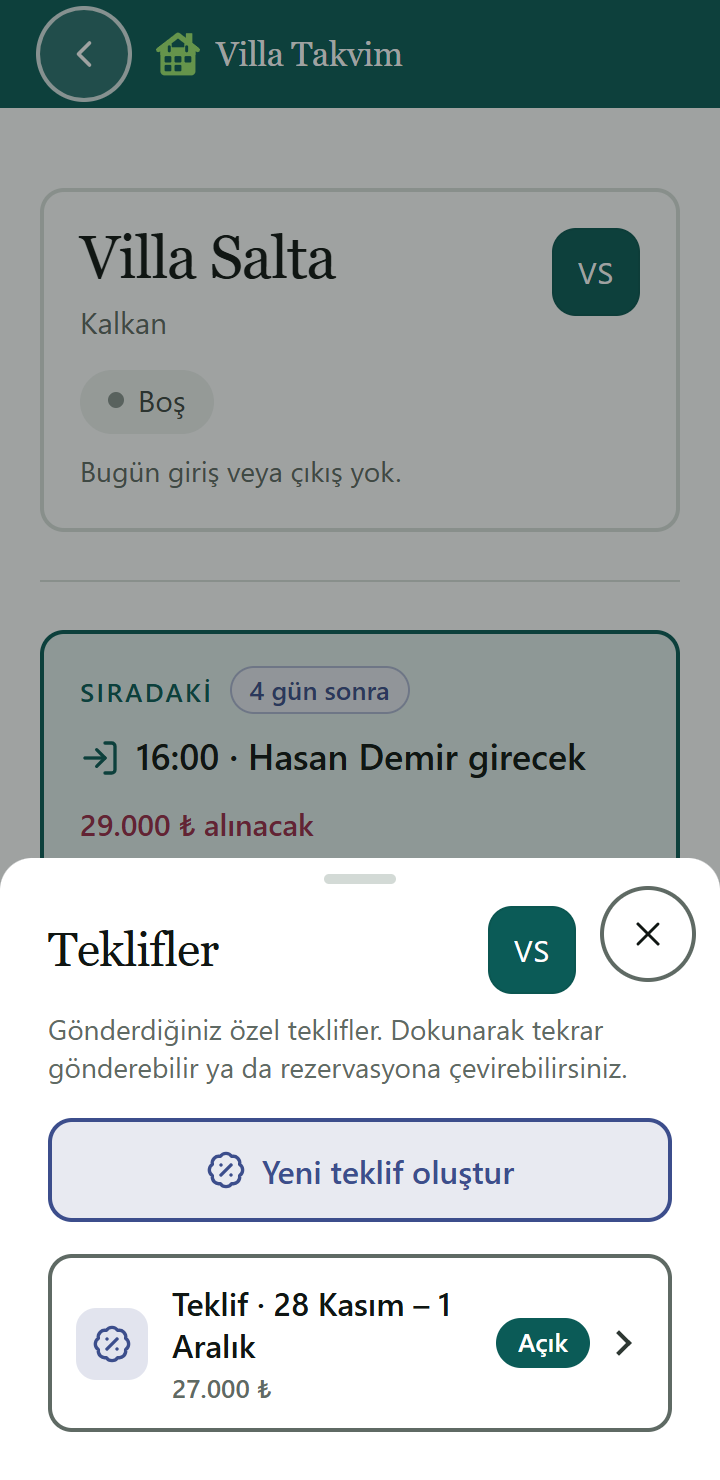 Villa Takvim
Villa Salta
VS
Kalkan
Boş
Bugün giriş veya çıkış yok.
SIRADAKİ
4 gün sonra
16:00 · Hasan Demir girecek
29.000 ₺ alınacak
Teklifler
VS
Gönderdiğiniz özel teklifler. Dokunarak tekrar
gönderebilir ya da rezervasyona çevirebilirsiniz.
Yeni teklif oluştur
Teklif · 28 Kasım – 1
Aralık
27.000 ₺
Açık